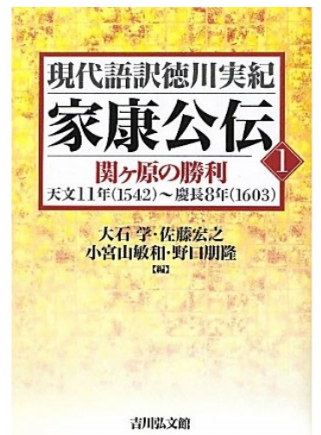 現代語訳徳川実紀
家康公伝
1
関ヶ原の勝利
天文11年(1542)〜慶長8年(1603)
大石 学・佐藤宏之
小宮山敏和・野口朋隆
【編】
吉川弘文館